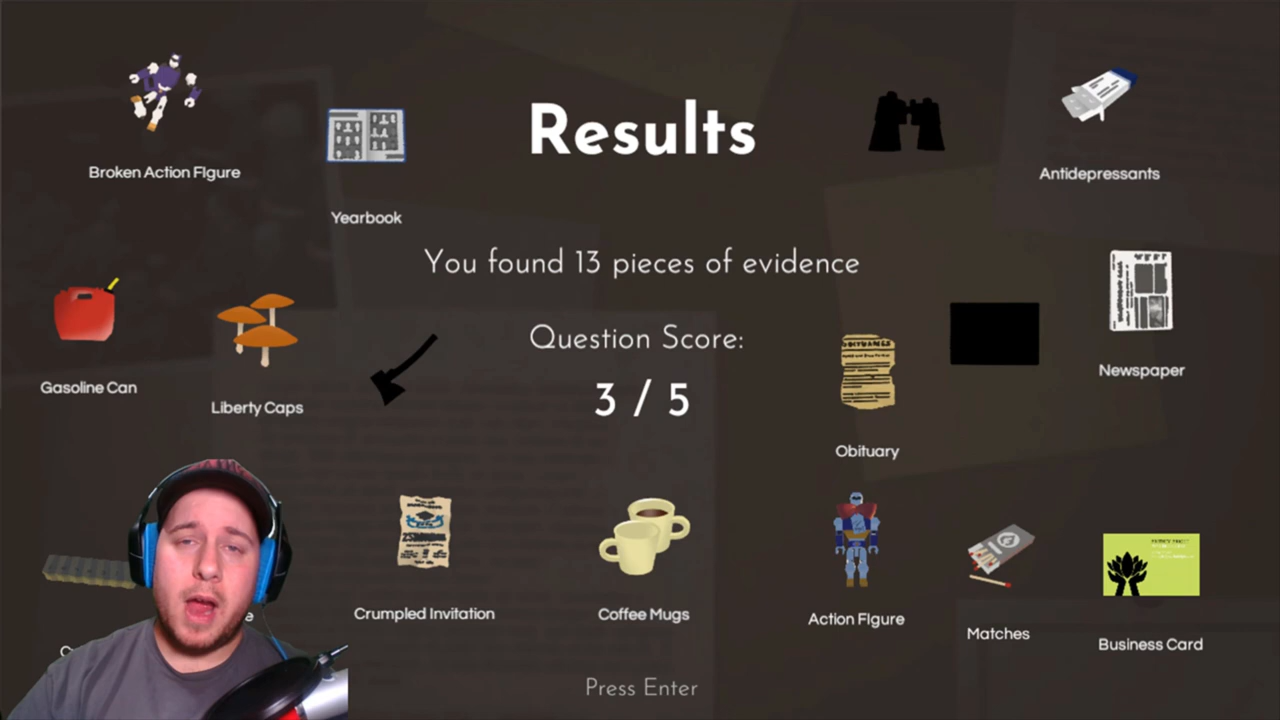 Results
Broken Action FIgure
Antidepressants
Yearbook
You found 13 pieces of evidence
Question Score:
3 / 5
Gasoline Can
Liberty Caps
Newspaper
OBITUARIES
Obituary
Crumpled Invitation
Coffee Mugs
Action FIgure
Matches
Business Card
Press Enter